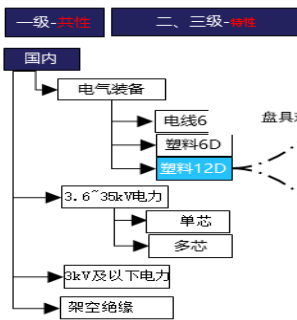 一级-共性
二、三级-特性
国内
电气装备
电线6
盘具
塑料6D
塑料12D
3.6~35kV电力
单芯
多芯
3kV及以下电力
架空绝缘